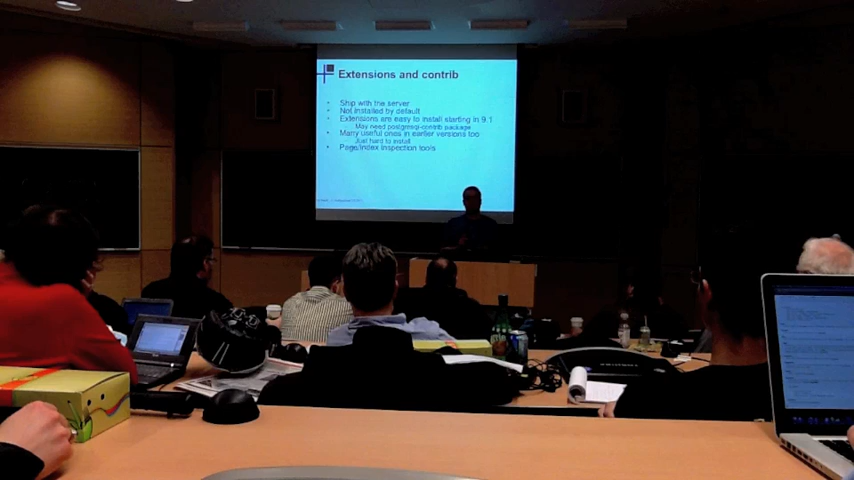 Extensions and contrib
• Ship with the server
• Not installed by default
• Extensions are easy to install starting in 9.1
May need postgresql-contrib package
• Many useful ones in earlier versions too
Just hard to install
• Page/Index inspection tools